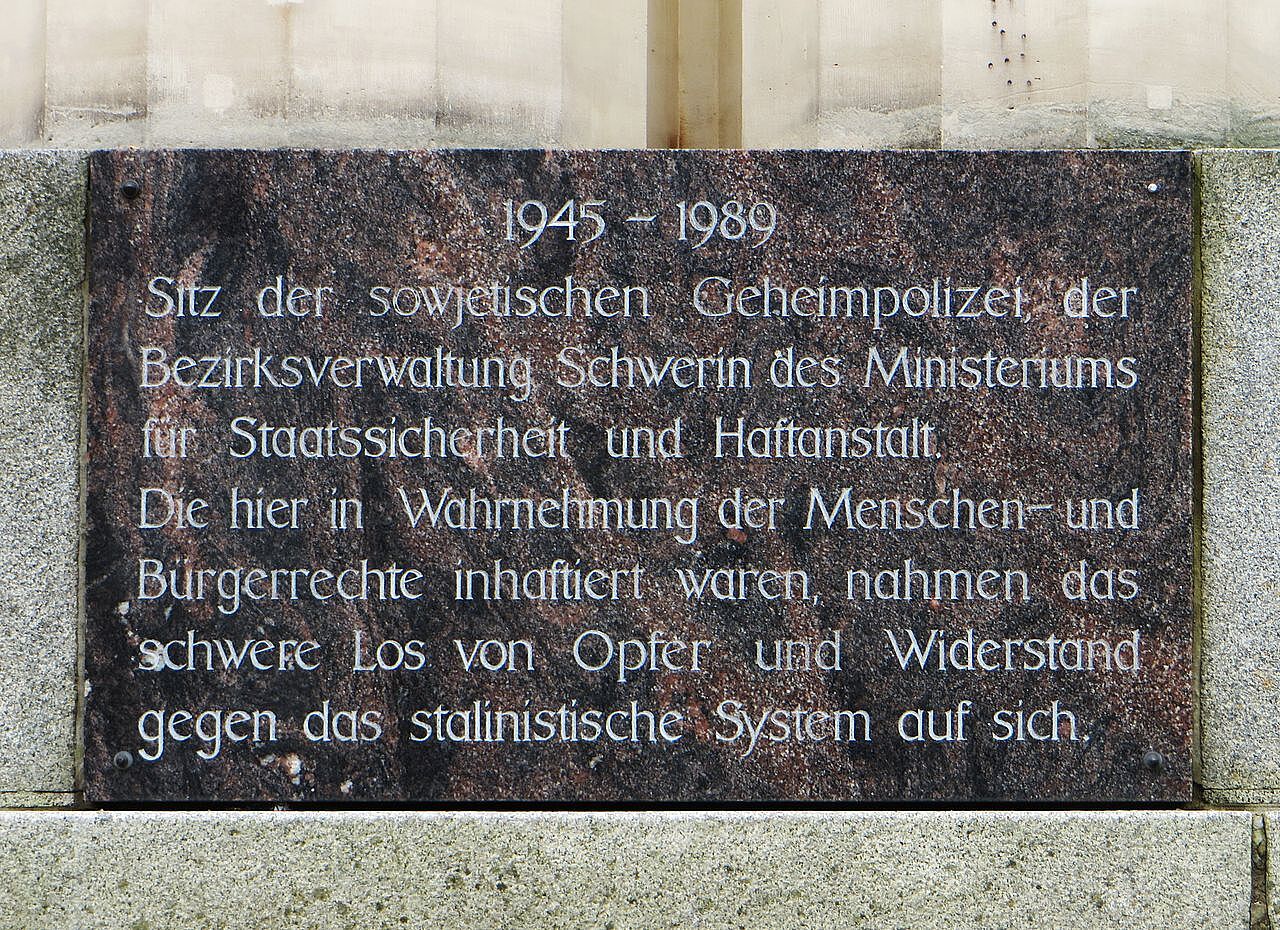 1945 – 1989
Sitz der sowjetischen Geheimpolizei, der
Bezirksverwaltung Schwerin des Ministeriums
für Staatssicherheit und Haftanstalt.
Die hier in Wahrnehmung der Menschen- und
Bürgerrechte inhaftiert waren, nahmen das
schwere Los von Opfer und Widerstand
gegen das stalinistische System auf sich.